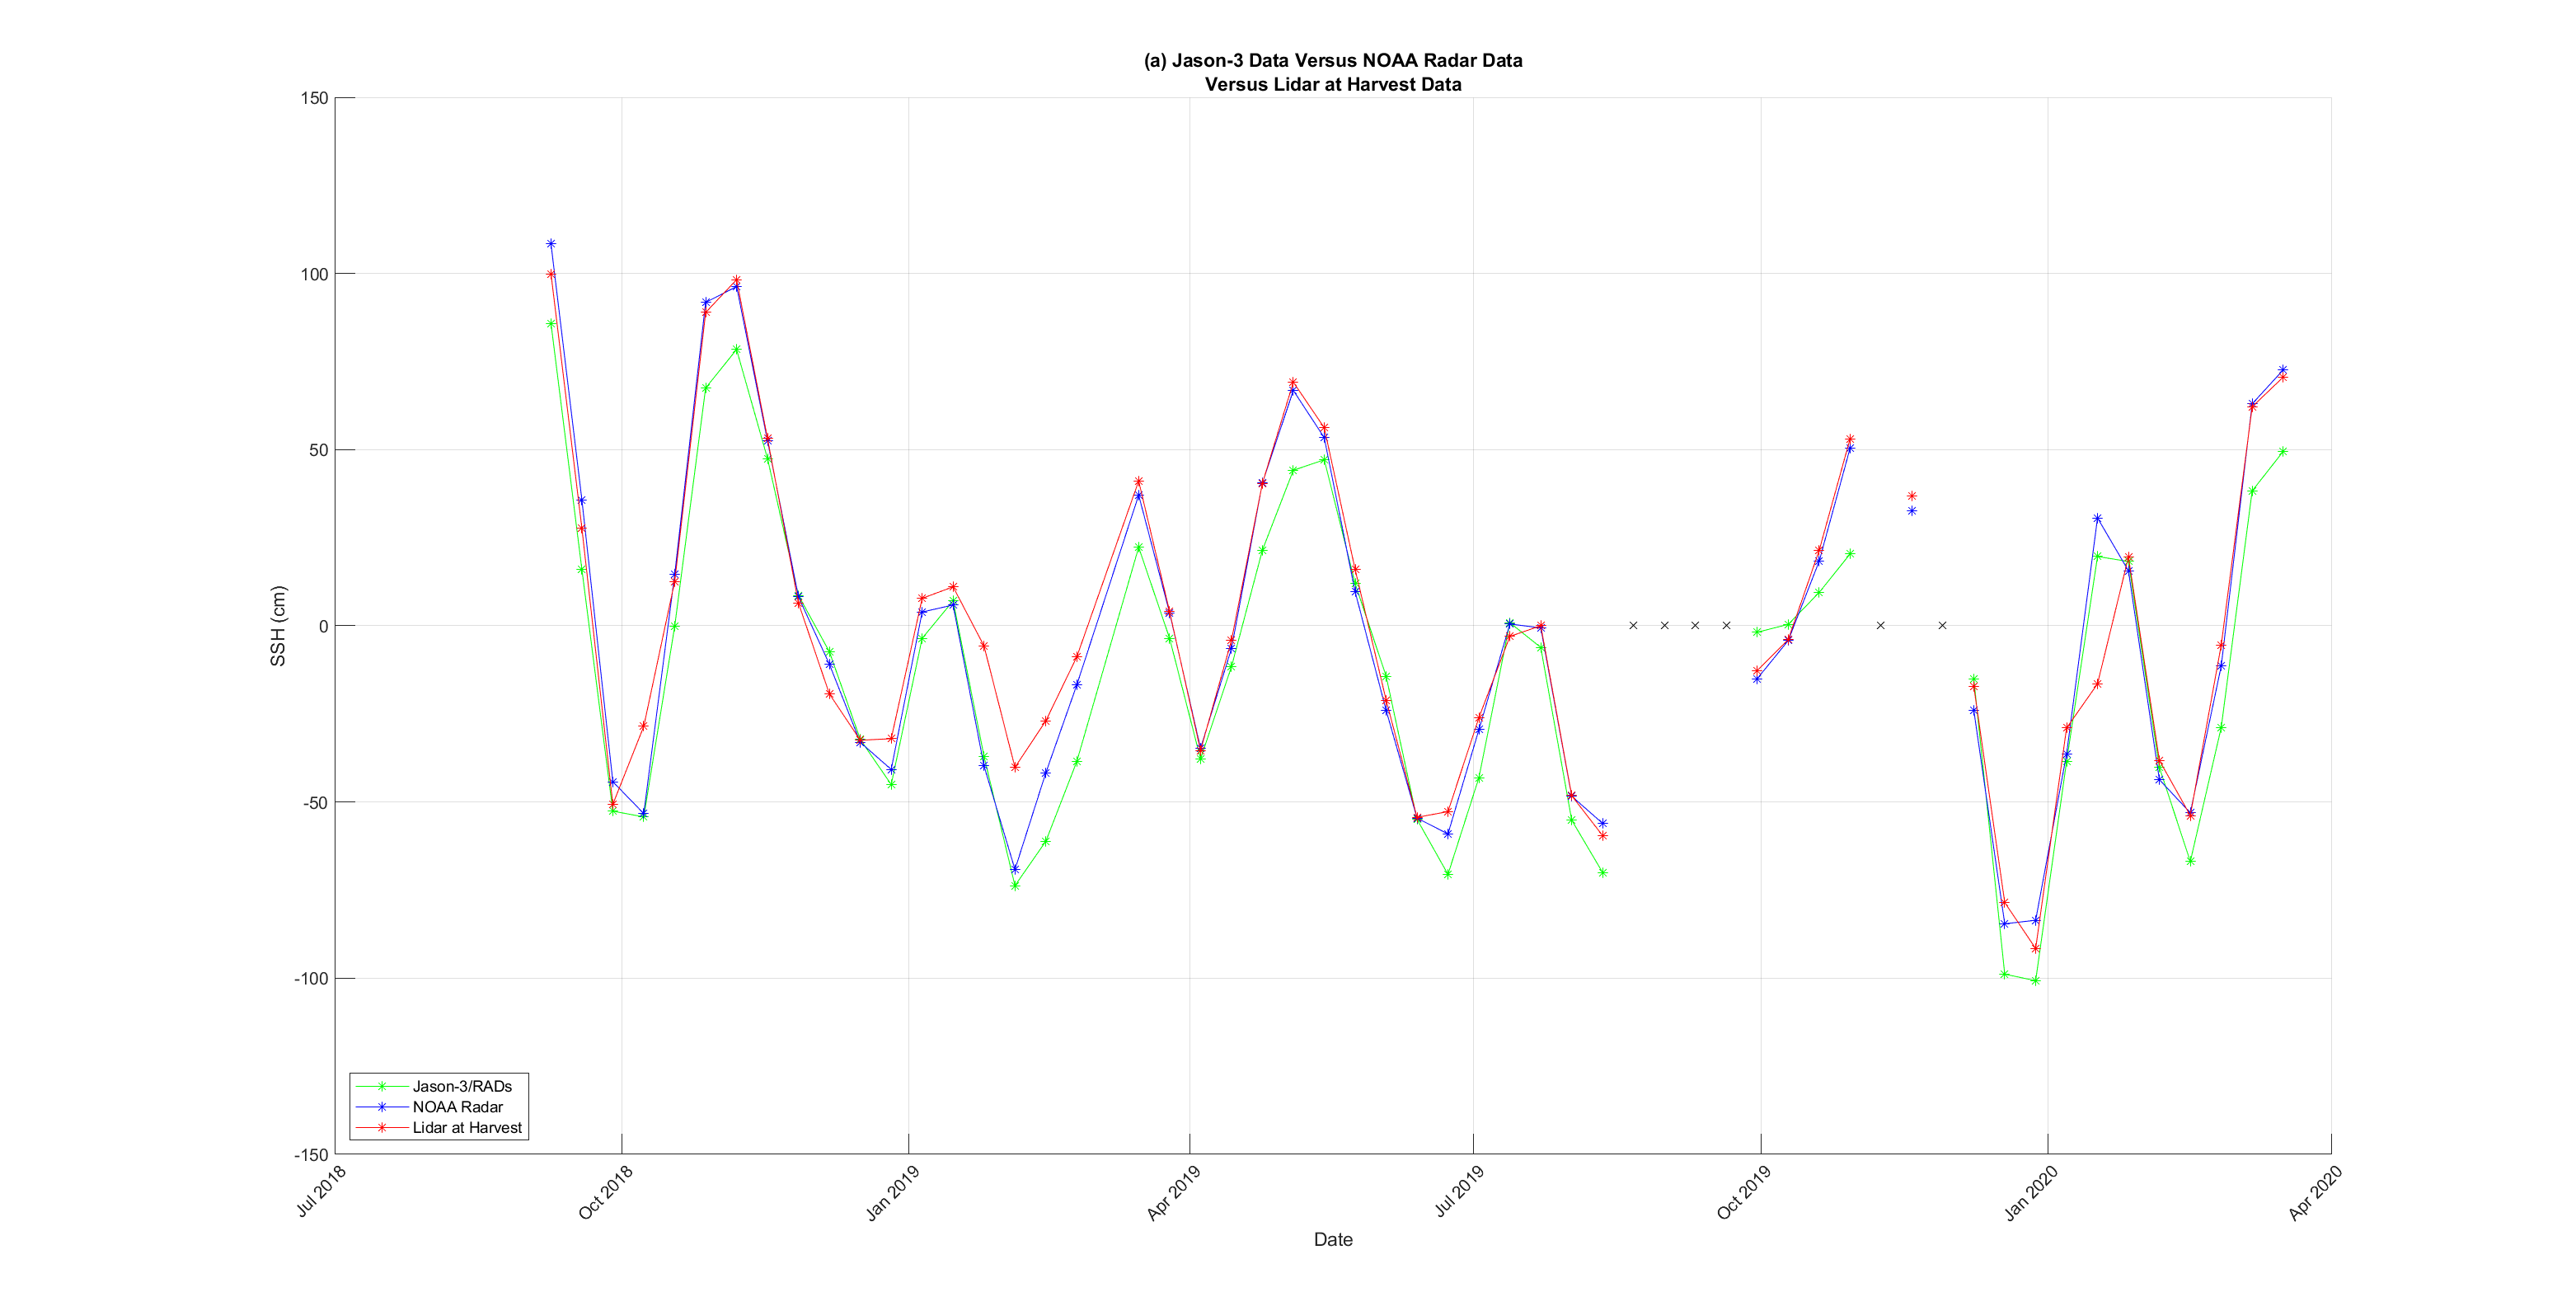 (a) Jason-3 Data Versus NOAA Radar Data
Versus Lidar at Harvest Data
150
100
50
0
-50
-100
-150
SSH (cm)
Jason-3/RADs
NOAA Radar
Lidar at Harvest
Jul 2018
Oct 2018
Jan 2019
Apr 2019
Jul 2019
Oct 2019
Jan 2020
Apr 2020
Date